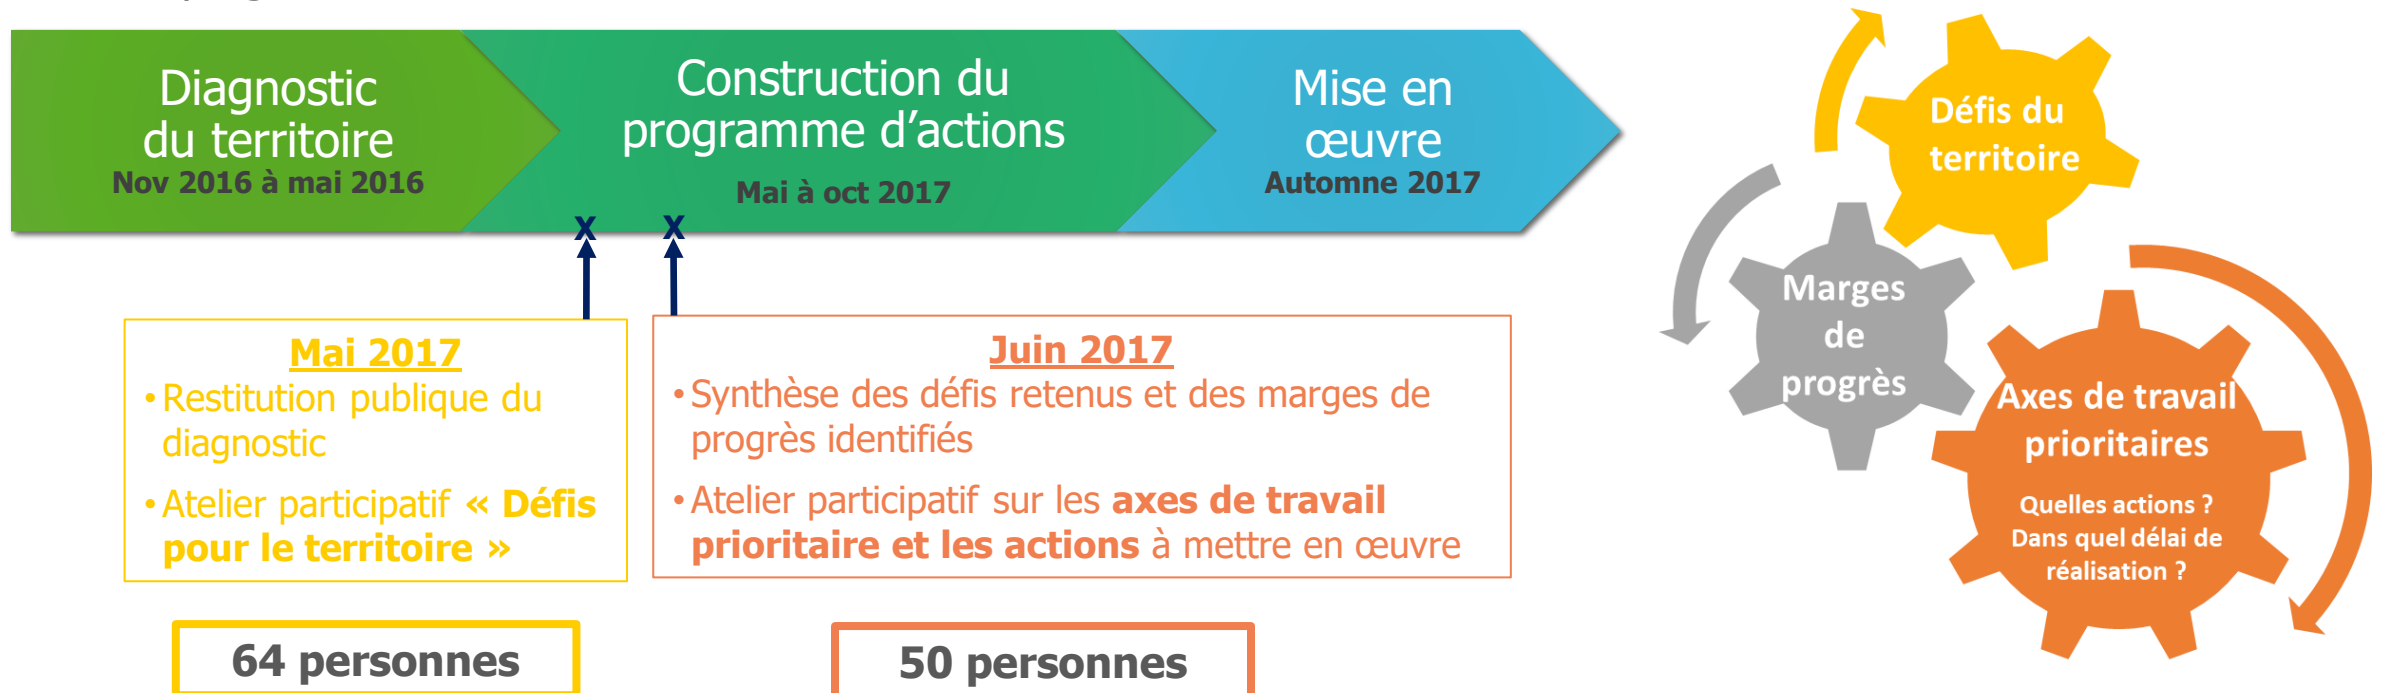 Diagnostic
du territoire
Nov 2016 à mai 2016
Construction du
programme d’actions
Mai à oct 2017
Mise en
œuvre
Automne 2017
x
x
Mai 2017
• Restitution publique du
diagnostic
• Atelier participatif « Défis
pour le territoire »
64 personnes
Juin 2017
• Synthèse des défis retenus et des marges de
progrès identifiés
• Atelier participatif sur les axes de travail
prioritaire et les actions à mettre en œuvre
50 personnes
Défis du
territoire
Marges
de
progrès
Axes de travail
prioritaires
Quelles actions ?
Dans quel délai de
réalisation ?